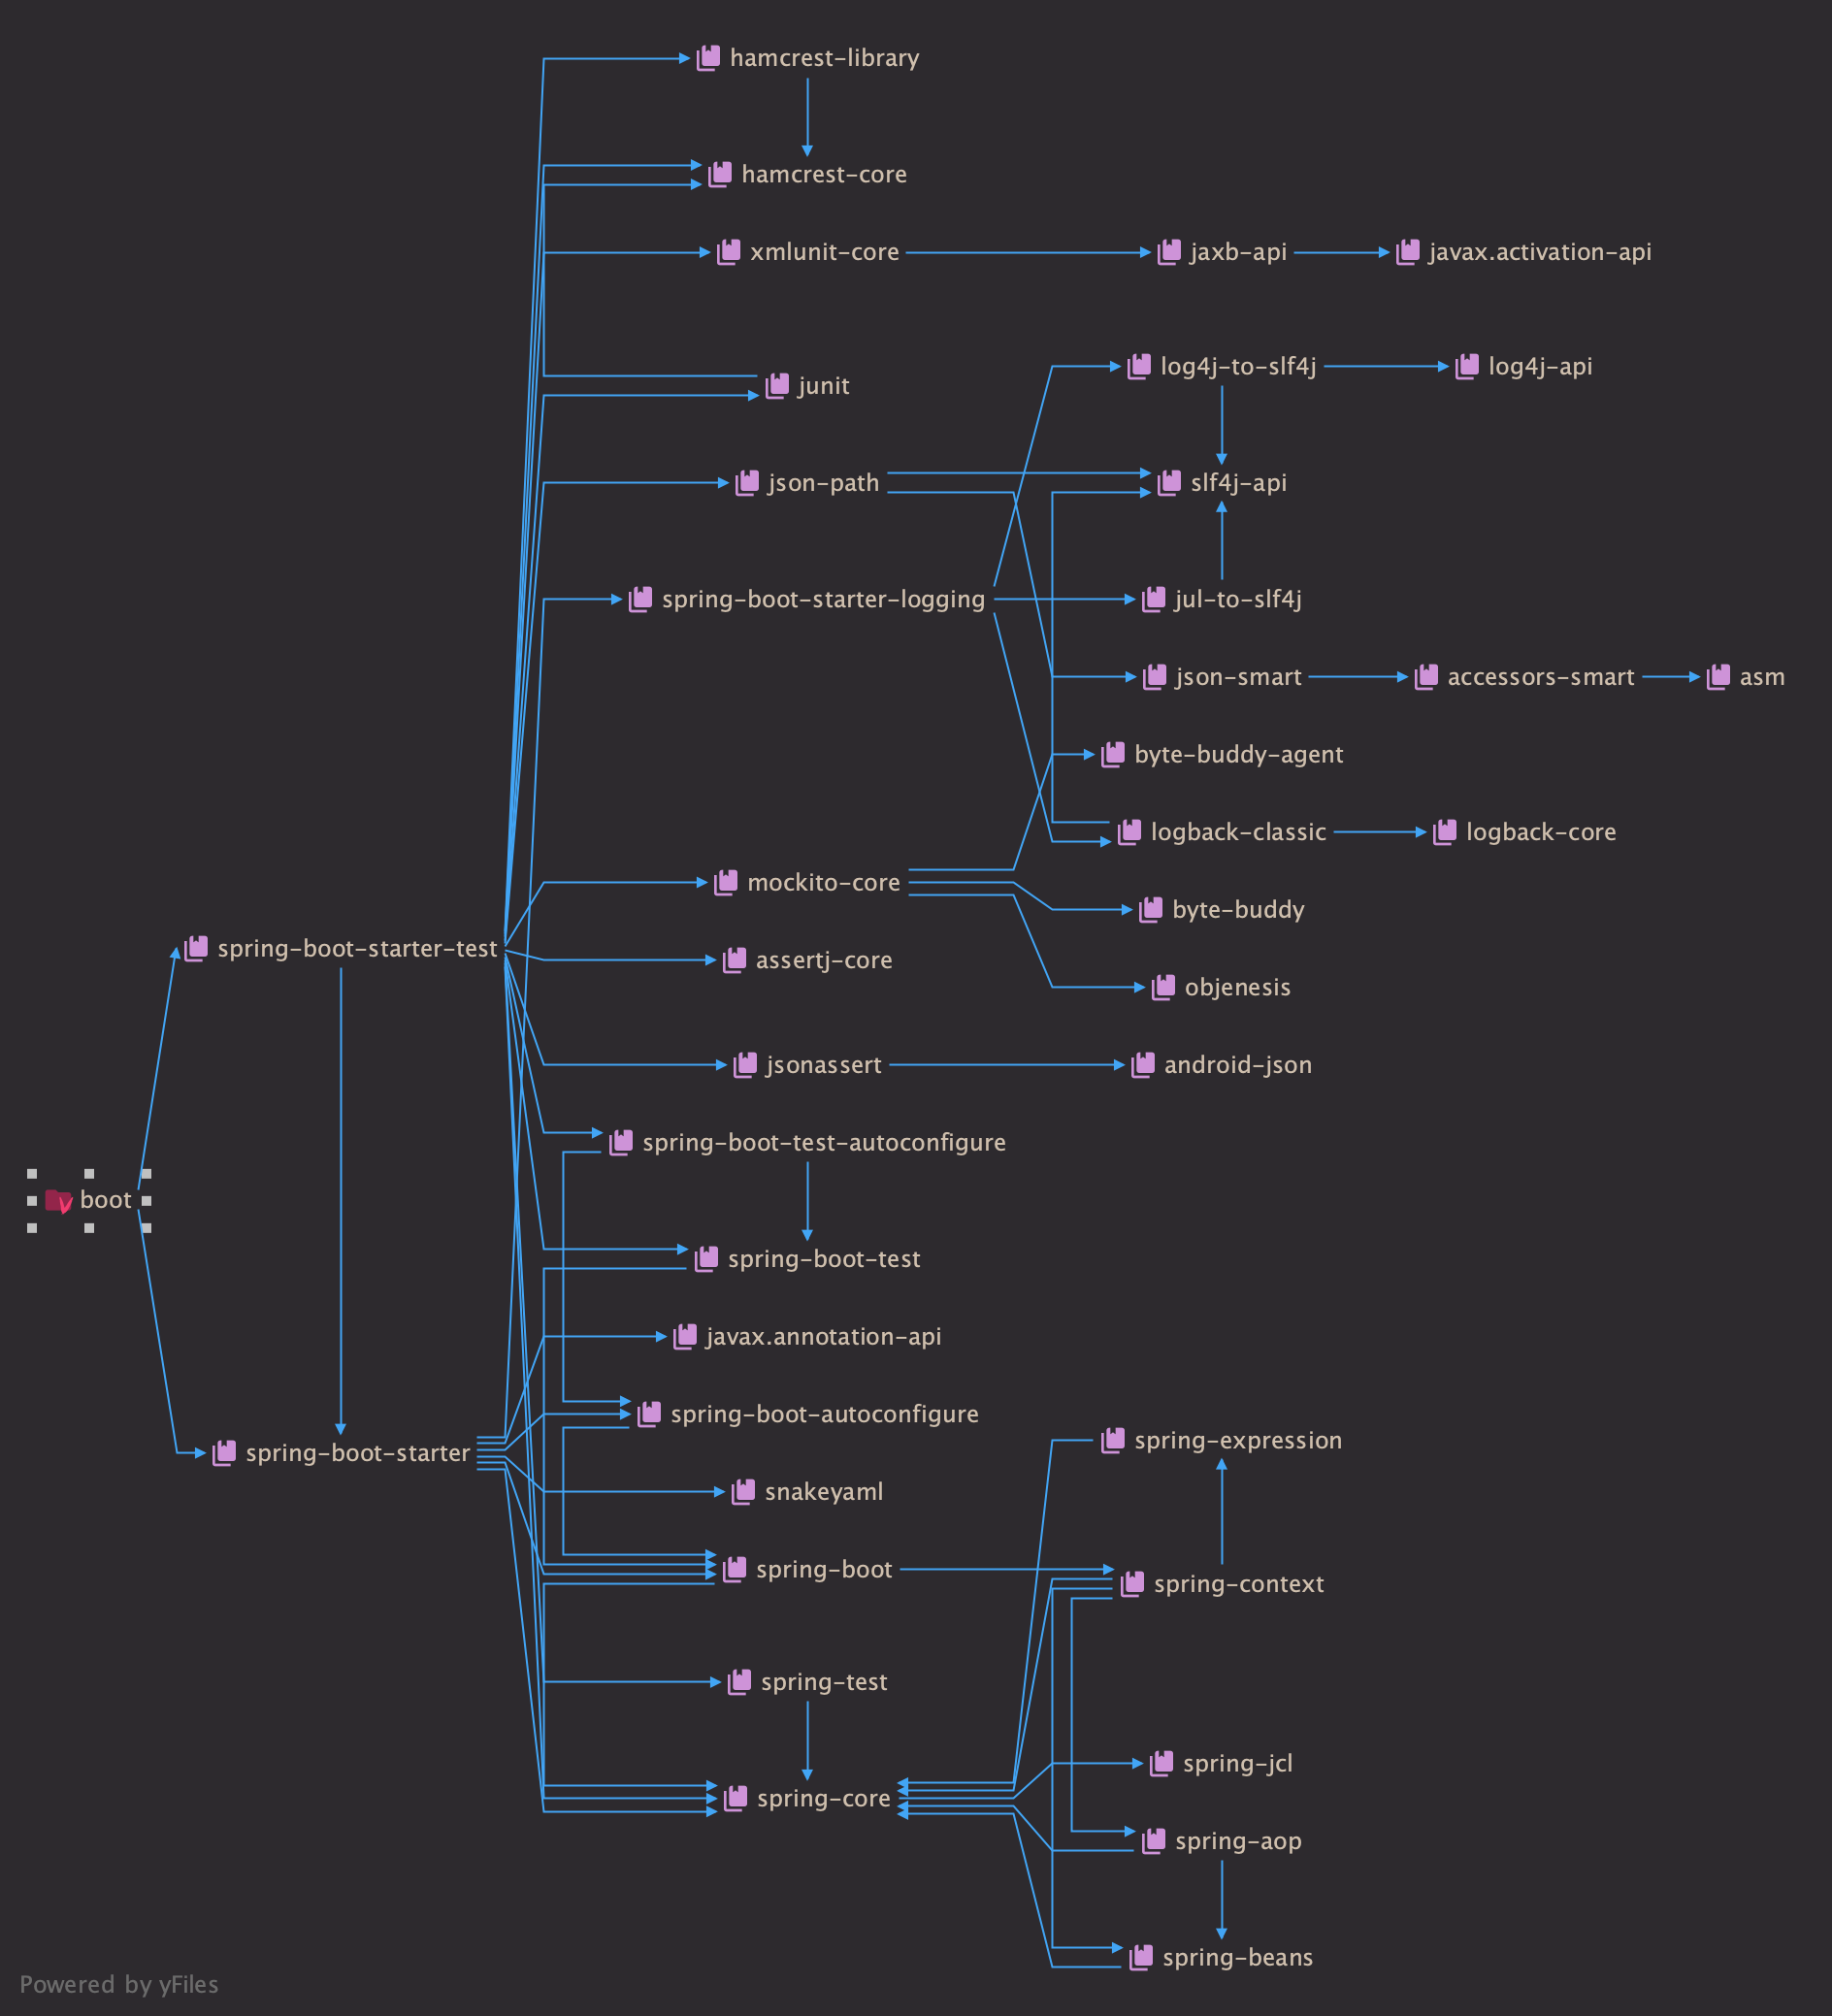 hamcrest-library
hamcrest-core
xmlunit-core
jaxb-api
javax.activation-api
log4j-to-slf4j
log4j-api
junit
json-path
slf4j-api
spring-boot-starter-logging
jul-to-slf4j
json-smart
accessors-smart
asm
byte-buddy-agent
logback-classic
logback-core
mockito-core
byte-buddy
spring-boot-starter-test
assertj-core
objenesis
jsonassert
android-json
spring-boot-test-autoconfigure
boot
spring-boot-test
javax.annotation-api
spring-boot-autoconfigure
spring-expression
spring-boot-starter
snakeyaml
spring-boot
spring-context
spring-test
spring-jcl
spring-core
spring-aop
spring-beans
Powered by yFiles